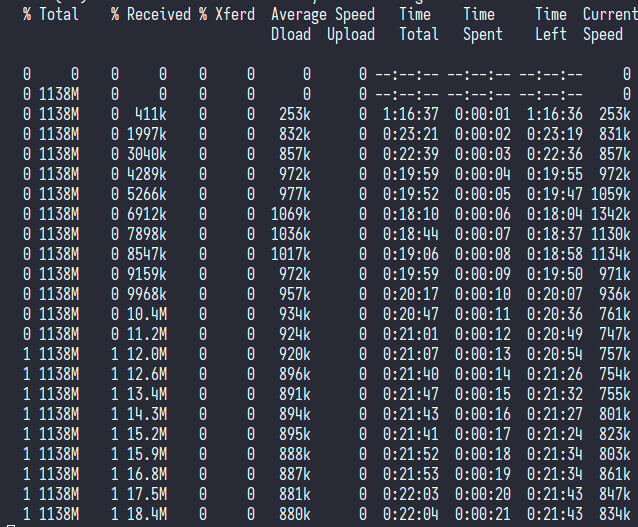 % Total % Received % Xferd Average Speed Time Time Time Current
Dload Upload Total Spent Left Speed
0 0 0 0 0 0 0 0 --:--:-- --:--:-- --:--:-- 0
0 1138M 0 0 0 0 0 0 --:--:-- --:--:-- --:--:-- 0
0 1138M 0 411k 0 0 253k 0 1:16:37 0:00:01 1:16:36 253k
0 1138M 0 1997k 0 0 832k 0 0:23:21 0:00:02 0:23:19 831k
0 1138M 0 3040k 0 0 857k 0 0:22:39 0:00:03 0:22:36 857k
0 1138M 0 4289k 0 0 972k 0 0:19:59 0:00:04 0:19:55 972k
0 1138M 0 5266k 0 0 977k 0 0:19:52 0:00:05 0:19:47 1059k
0 1138M 0 6912k 0 0 1069k 0 0:18:10 0:00:06 0:18:04 1342k
0 1138M 0 7898k 0 0 1036k 0 0:18:44 0:00:07 0:18:37 1130k
0 1138M 0 8547k 0 0 1017k 0 0:19:06 0:00:08 0:18:58 1134k
0 1138M 0 9159k 0 0 972k 0 0:19:59 0:00:09 0:19:50 971k
0 1138M 0 9968k 0 0 957k 0 0:20:17 0:00:10 0:20:07 936k
0 1138M 0 10.4M 0 0 934k 0 0:20:47 0:00:11 0:20:36 761k
0 1138M 0 11.2M 0 0 924k 0 0:21:01 0:00:12 0:20:49 747k
1 1138M 1 12.0M 0 0 920k 0 0:21:07 0:00:13 0:20:54 757k
1 1138M 1 12.6M 0 0 896k 0 0:21:40 0:00:14 0:21:26 754k
1 1138M 1 13.4M 0 0 891k 0 0:21:47 0:00:15 0:21:32 755k
1 1138M 1 14.3M 0 0 894k 0 0:21:43 0:00:16 0:21:27 801k
1 1138M 1 15.2M 0 0 895k 0 0:21:41 0:00:17 0:21:24 823k
1 1138M 1 15.9M 0 0 888k 0 0:21:52 0:00:18 0:21:34 803k
1 1138M 1 16.8M 0 0 887k 0 0:21:53 0:00:19 0:21:34 861k
1 1138M 1 17.5M 0 0 881k 0 0:22:03 0:00:20 0:21:43 847k
1 1138M 1 18.4M 0 0 880k 0 0:22:04 0:00:21 0:21:43 834k